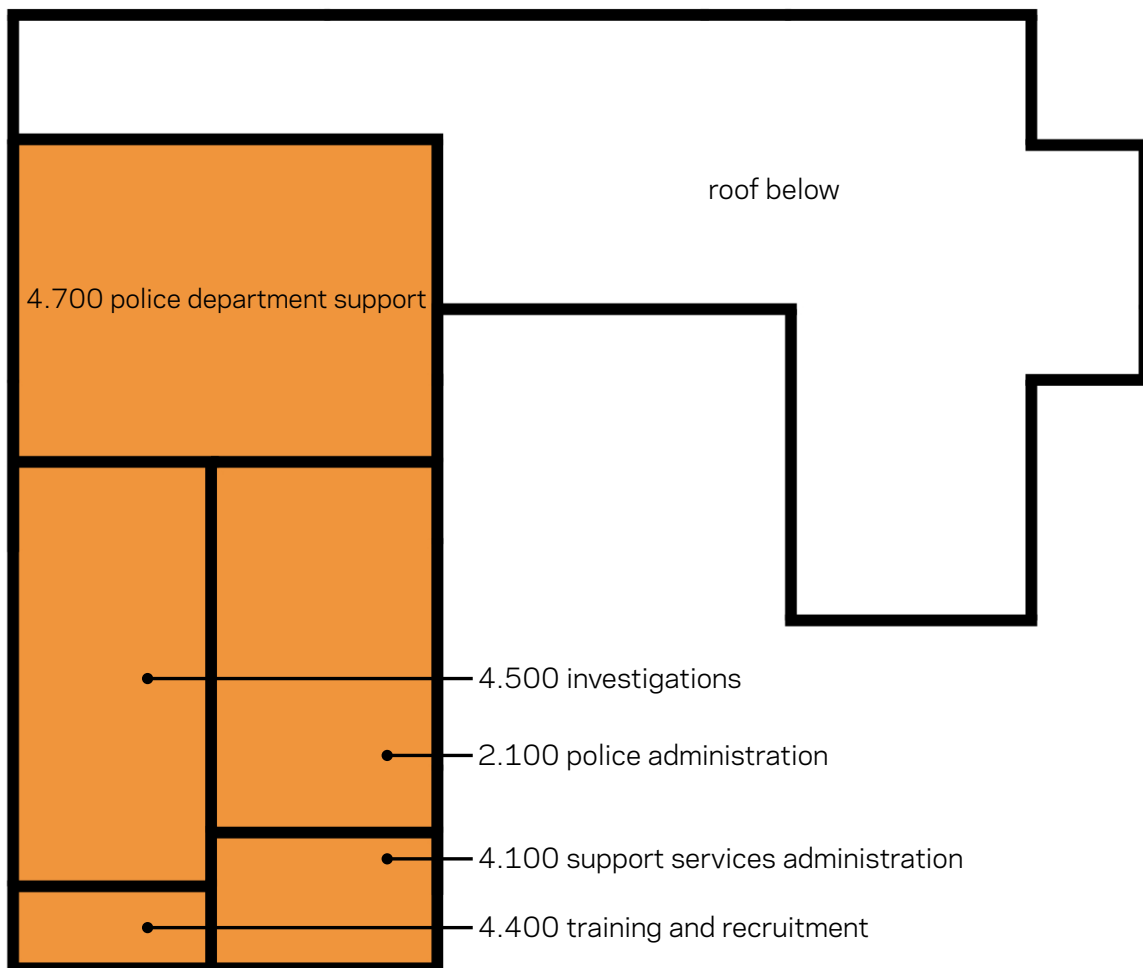 roof below
4.700 police department support
4.500 investigations
2.100 police administration
4.100 support services administration
4.400 training and recruitment